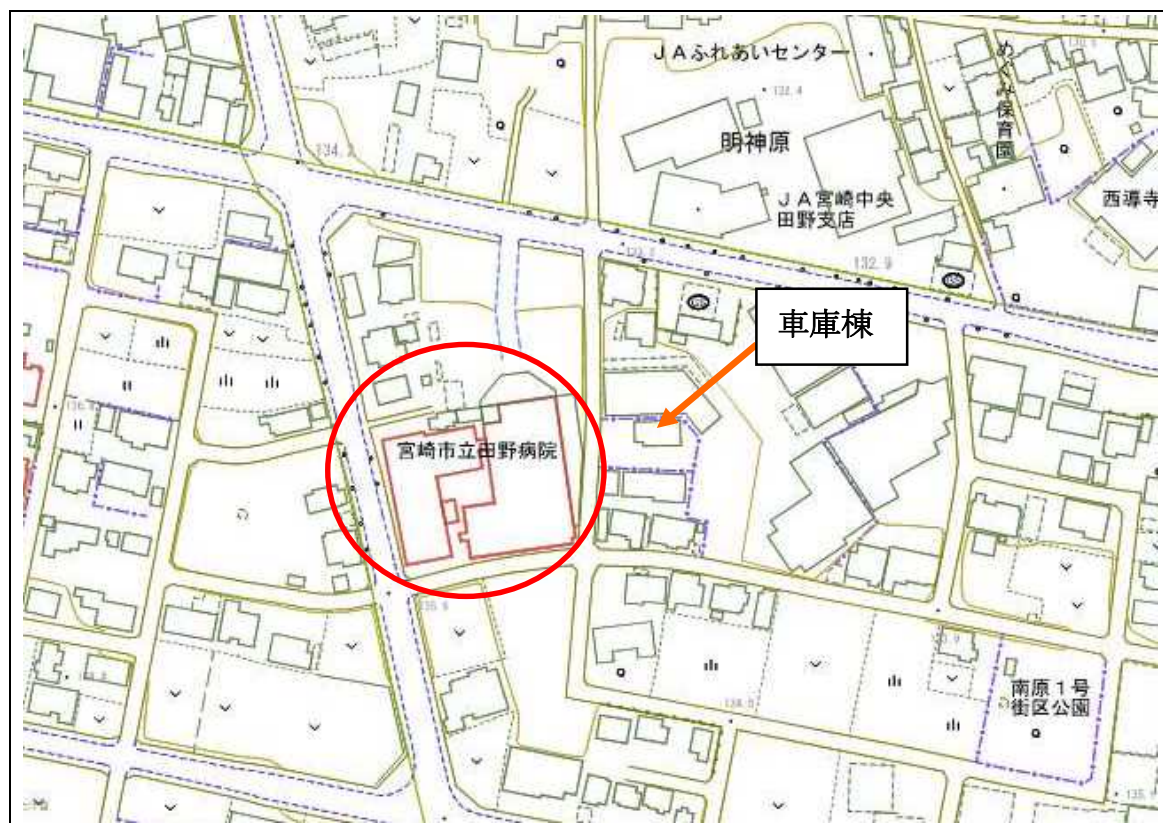 JAふれあいセンター
132.4
めぐみ保育園
明神原
134.2
JA宮崎中央
田野支店
西導寺
132.9
車庫棟
宮崎市立田野病院
南原1号
街区公園